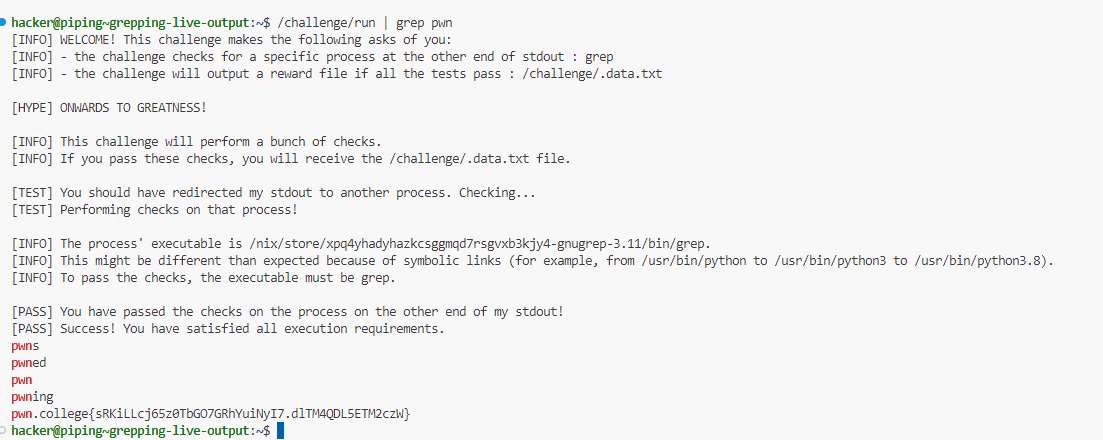 hacker@piping~grepping-live-output:~$ /challenge/run | grep pwn
[INFO] WELCOME! This challenge makes the following asks of you:
[INFO] - the challenge checks for a specific process at the other end of stdout : grep
[INFO] - the challenge will output a reward file if all the tests pass : /challenge/.data.txt
[HYPE] ONWARDS TO GREATNESS!
[INFO] This challenge will perform a bunch of checks.
[INFO] If you pass these checks, you will receive the /challenge/.data.txt file.
[TEST] You should have redirected my stdout to another process. Checking...
[TEST] Performing checks on that process!
[INFO] The process' executable is /nix/store/xpq4yhadyhazkcsggmqd7rsgvxb3kjy4-gnugrep-3.11/bin/grep.
[INFO] This might be different than expected because of symbolic links (for example, from /usr/bin/python to /usr/bin/python3 to /usr/bin/python3.8).
[INFO] To pass the checks, the executable must be grep.
[PASS] You have passed the checks on the process on the other end of my stdout!
[PASS] Success! You have satisfied all execution requirements.
pwns
pwned
pwn
pwning
pwn.college{sRKiLLcj65z0TbGO7GRhYuiNyI7.dlTM4QDL5ETM2czW}
hacker@piping~grepping-live-output:~$